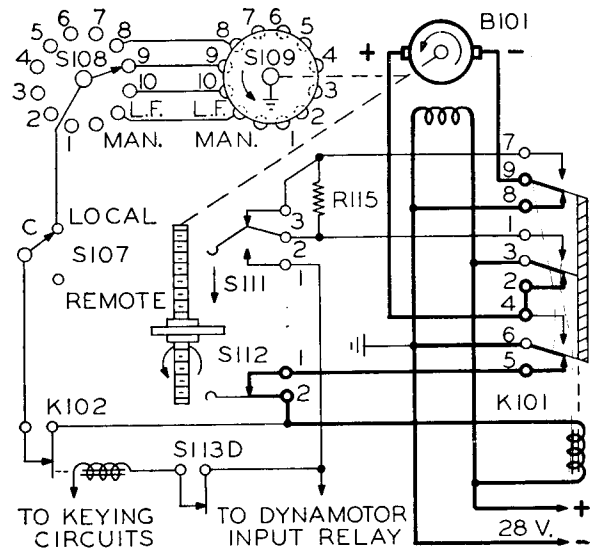 B101
+ -
5 6 7 8
4 S108 9
3 10
2 L.F.
1 MAN.
8 7 6 5
9 S109 4
10 3
L.F. 2
MAN. 1
C LOCAL
S107
REMOTE
R115
3
2
S111 1
7
9
8
1
3
2
4
6
5
S112 1
2
K101
K102
S113D
TO KEYING
CIRCUITS
TO DYNAMOTOR
INPUT RELAY
+
28 V.
-